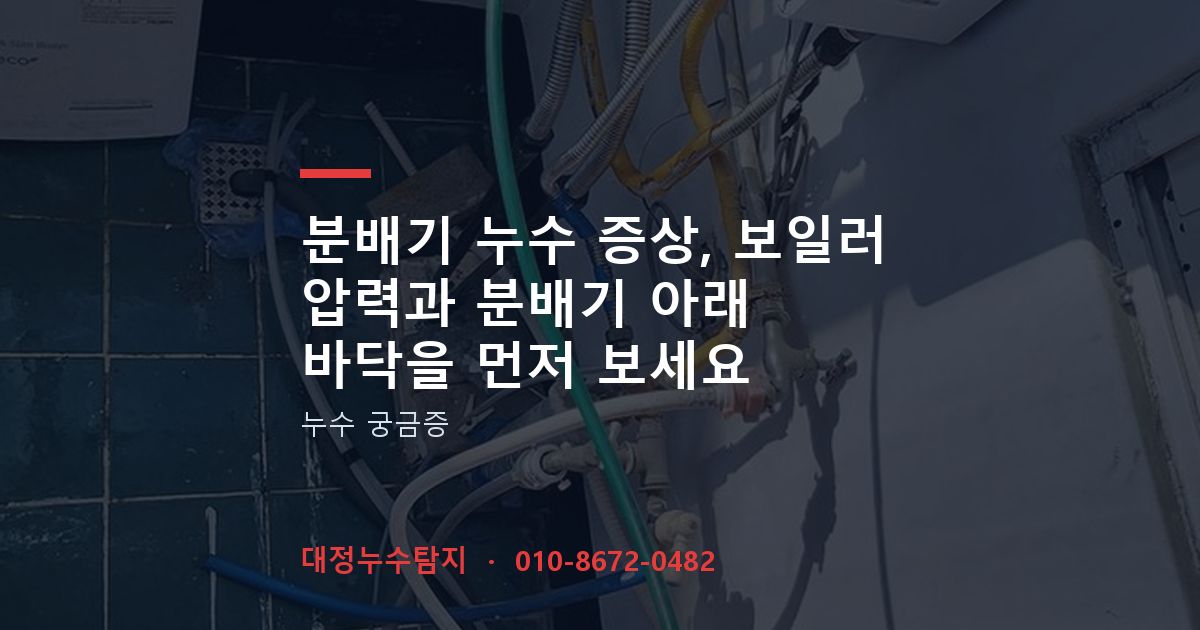 분배기 누수 증상, 보일러
압력과 분배기 아래
바닥을 먼저 보세요
누수 궁금증
대정누수탐지 · 010-8672-0482